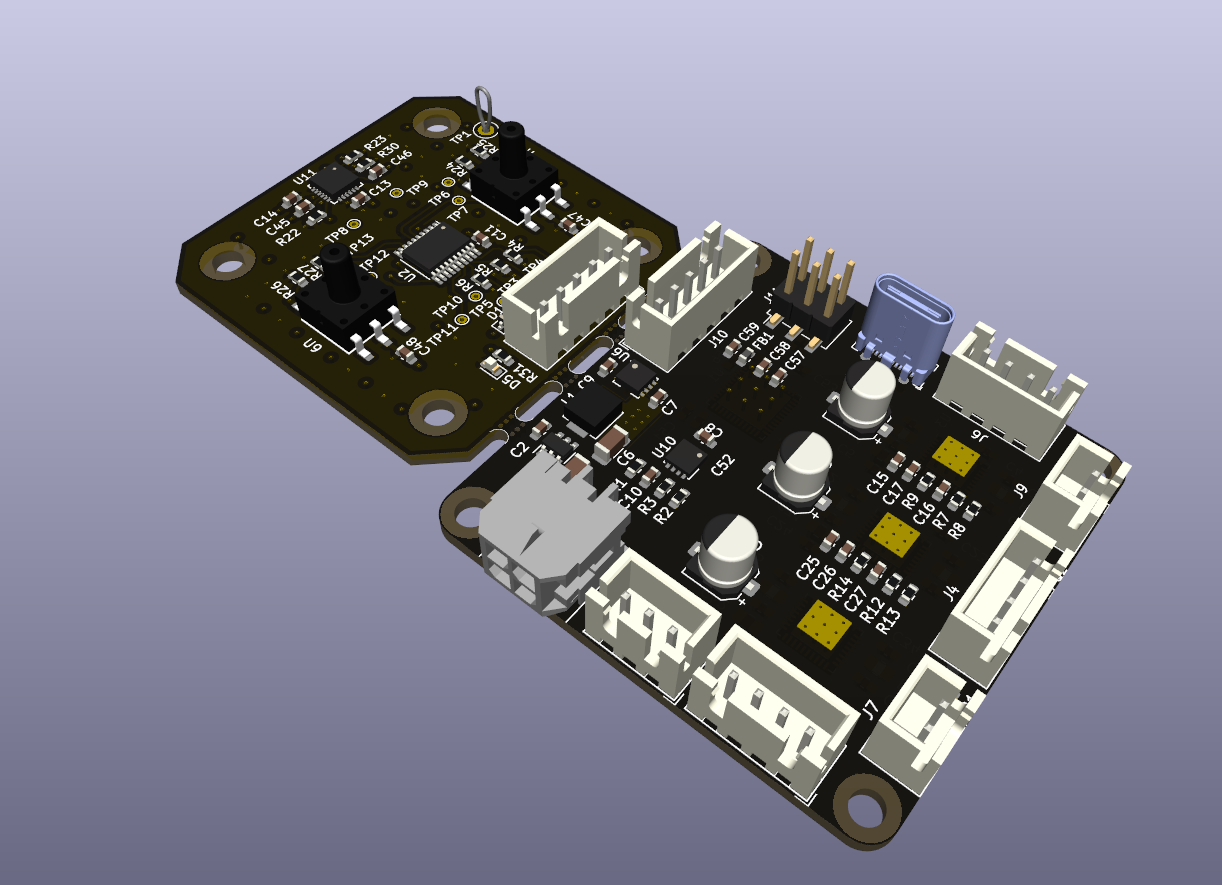 TP1
R23
R30
C46
U11
R24
TP9
C13
TP6
TP7
C14
C45
R22
TP8
C47
C11
R4
TP12
U2
R5
R6
R26
TP10
TP5
TP11
U9
C48
R31
D5
U6
C9
J10
C59
FB1
C58
C57
C7
C2
C8
U10
C52
C6
R3
R2
J6
C15
C17
R9
C16
R7
R8
J9
C25
C26
R14
C27
R12
R13
J4
J7
+
+
+